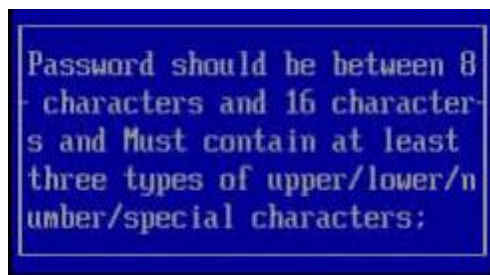 Password should be between 8
characters and 16 character
s and Must contain at least
three types of upper/lower/n
umber/special characters;